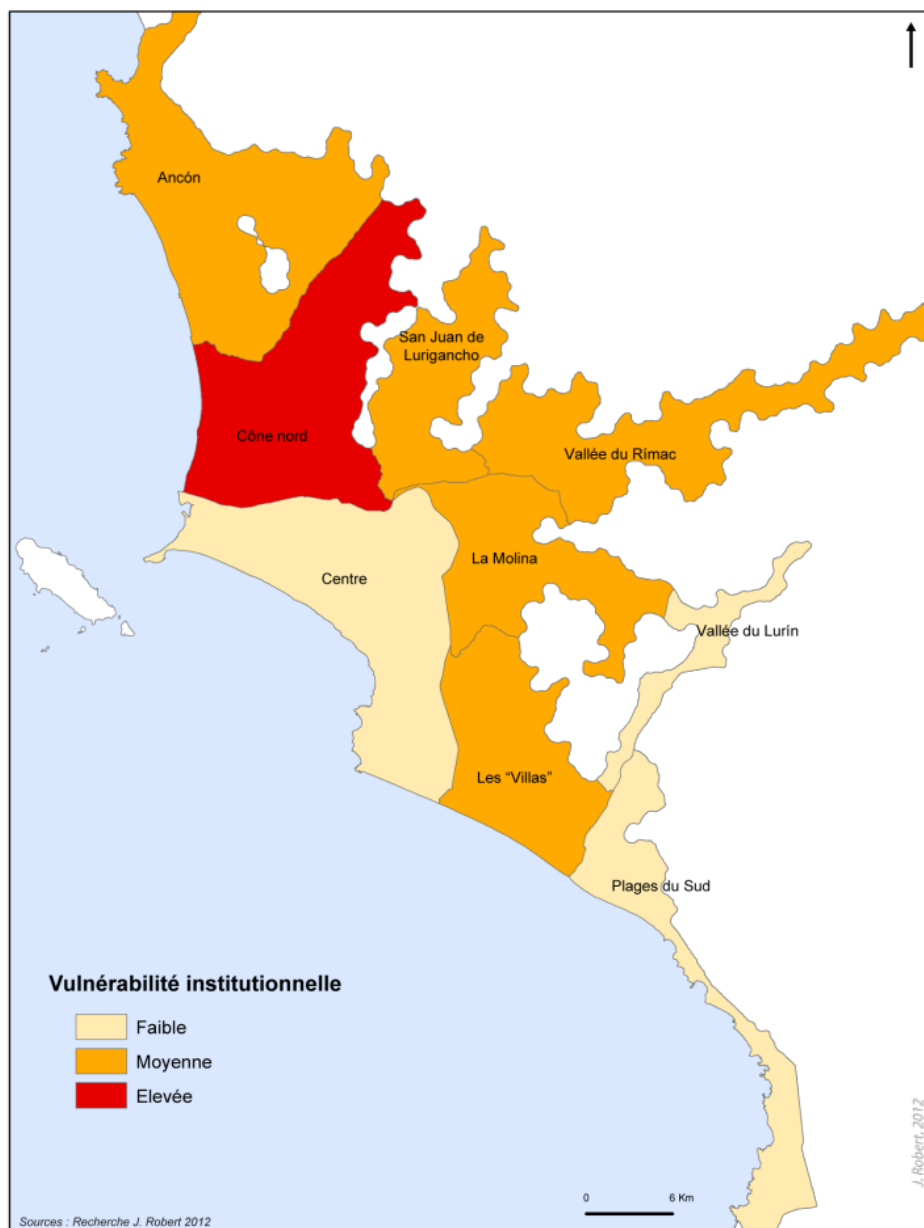 Ancón
San Juan de
Lurigancho
Cône nord
Vallée du Rímac
La Molina
Centre
Vallée du Lurín
Les "Villas"
Plages du Sud
Vulnérabilité institutionnelle
Faible
Moyenne
Elevée
0 6 Km
Sources : Recherche J. Robert 2012
J. Robert, 2012